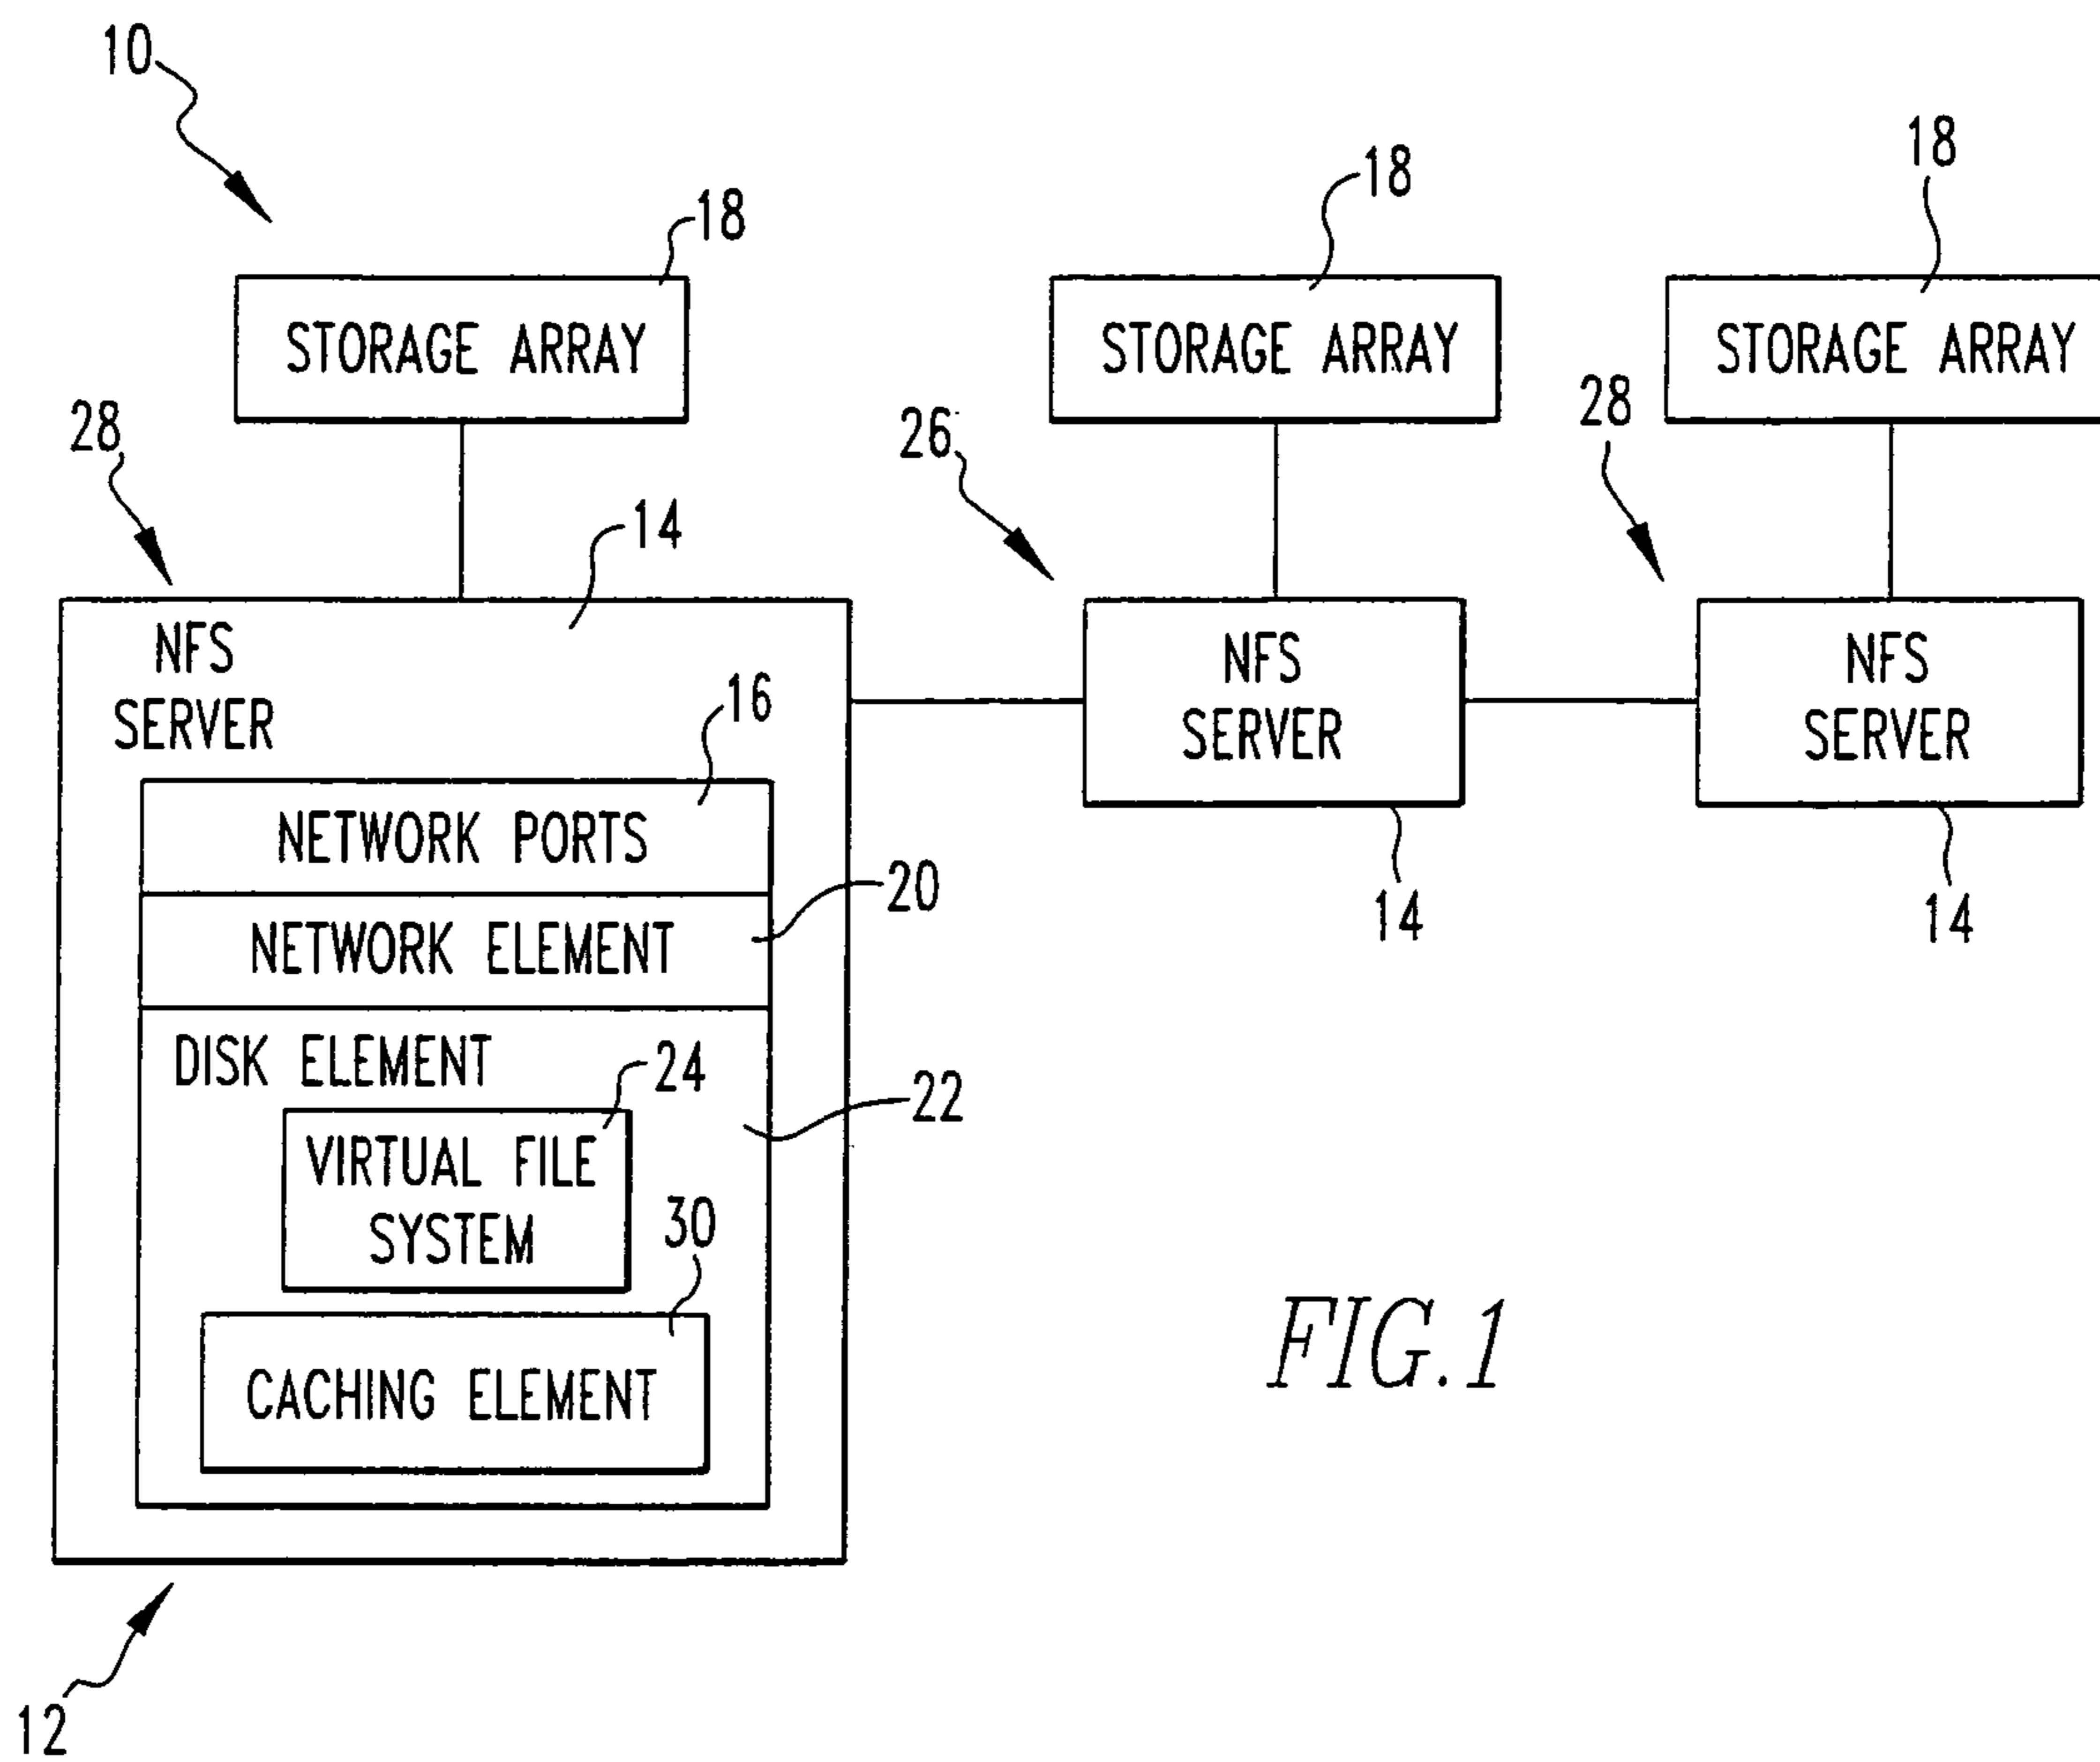 10
18
18
18
STORAGE ARRAY
STORAGE ARRAY
STORAGE ARRAY
28
26
28
14
NFS
SERVER
NFS
SERVER
NFS
SERVER
16
NETWORK PORTS
20
14
14
NETWORK ELEMENT
DISK ELEMENT
24
22
VIRTUAL FILE
SYSTEM
30
CACHING ELEMENT
FIG.1
12